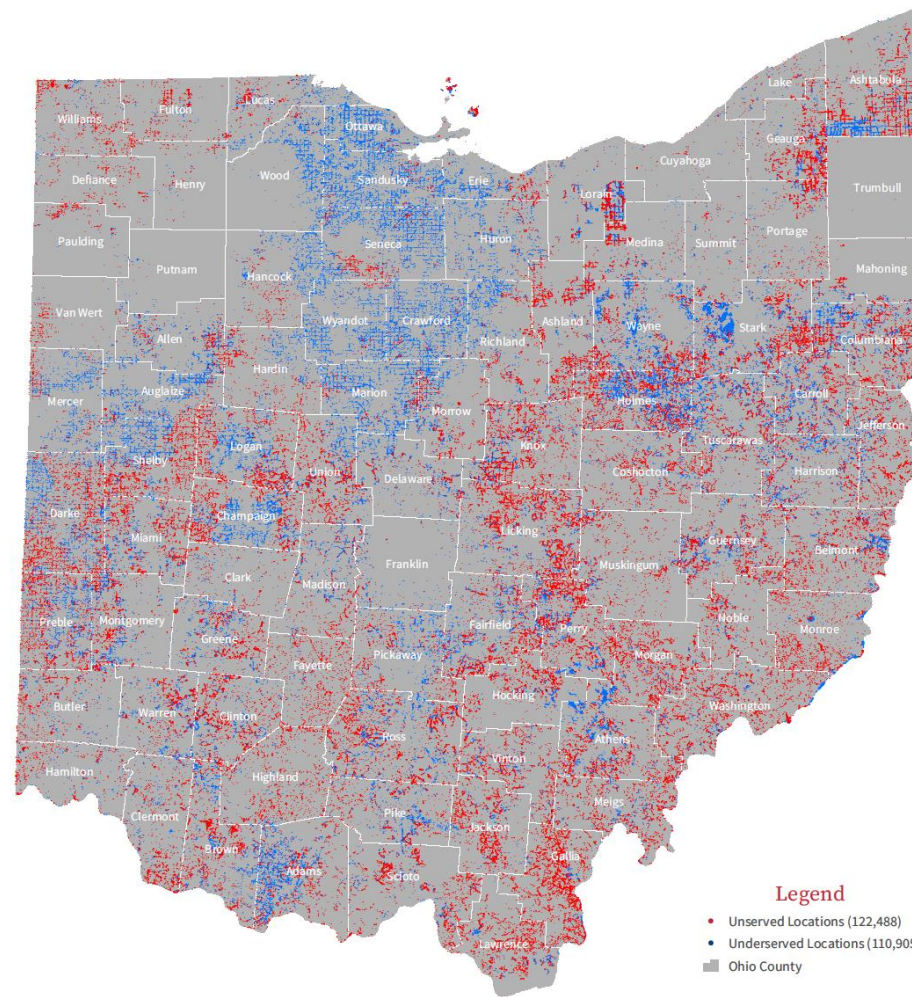 Lake
Ashtabula
Lucas
Fulton
Williams
Ottawa
Geauga
Cuyahoga
Wood
Sandusky
Erie
Defiance
Henry
Lorain
Trumbull
Portage
Paulding
Seneca
Huron
Medina
Summit
Putnam
Mahoning
Hancock
Van Wert
Wyandot
Crawford
Ashland
Wayne
Stark
Allen
Richland
Columbiana
Hardin
Auglaize
Marion
Mercer
Holmes
Carroll
Morrow
Jefferson
Logan
Knox
Tuscarawas
Shelby
Union
Coshocton
Harrison
Delaware
Darke
Champaign
Licking
Miami
Guernsey
Belmont
Franklin
Muskingum
Clark
Madison
Noble
Preble
Montgomery
Fairfield
Perry
Monroe
Greene
Pickaway
Morgan
Fayette
Hocking
Butler
Warren
Clinton
Washington
Ross
Athens
Vinton
Hamilton
Highland
Meigs
Clermont
Pike
Jackson
Brown
Gallia
Adams
Scioto
Lawrence
Legend
Unserved Locations (122,488)
Underserved Locations (110,905
Ohio County